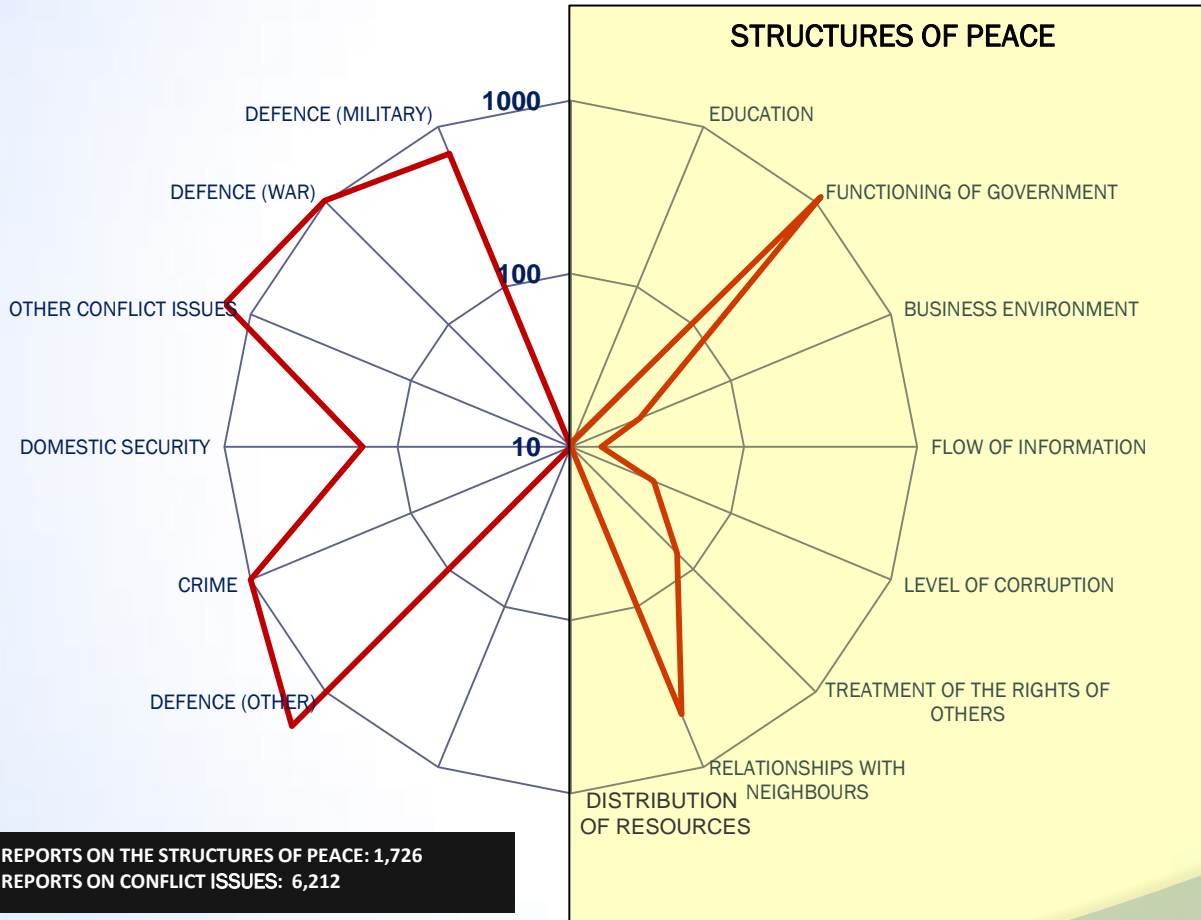 STRUCTURES OF PEACE
1000
DEFENCE (MILITARY)
EDUCATION
DEFENCE (WAR)
FUNCTIONING OF GOVERNMENT
100
OTHER CONFLICT ISSUES
BUSINESS ENVIRONMENT
DOMESTIC SECURITY
10
FLOW OF INFORMATION
CRIME
LEVEL OF CORRUPTION
DEFENCE (OTHER)
TREATMENT OF THE RIGHTS OF
OTHERS
RELATIONSHIPS WITH
NEIGHBOURS
DISTRIBUTION
OF RESOURCES
REPORTS ON THE STRUCTURES OF PEACE: 1,726
REPORTS ON CONFLICT ISSUES: 6,212